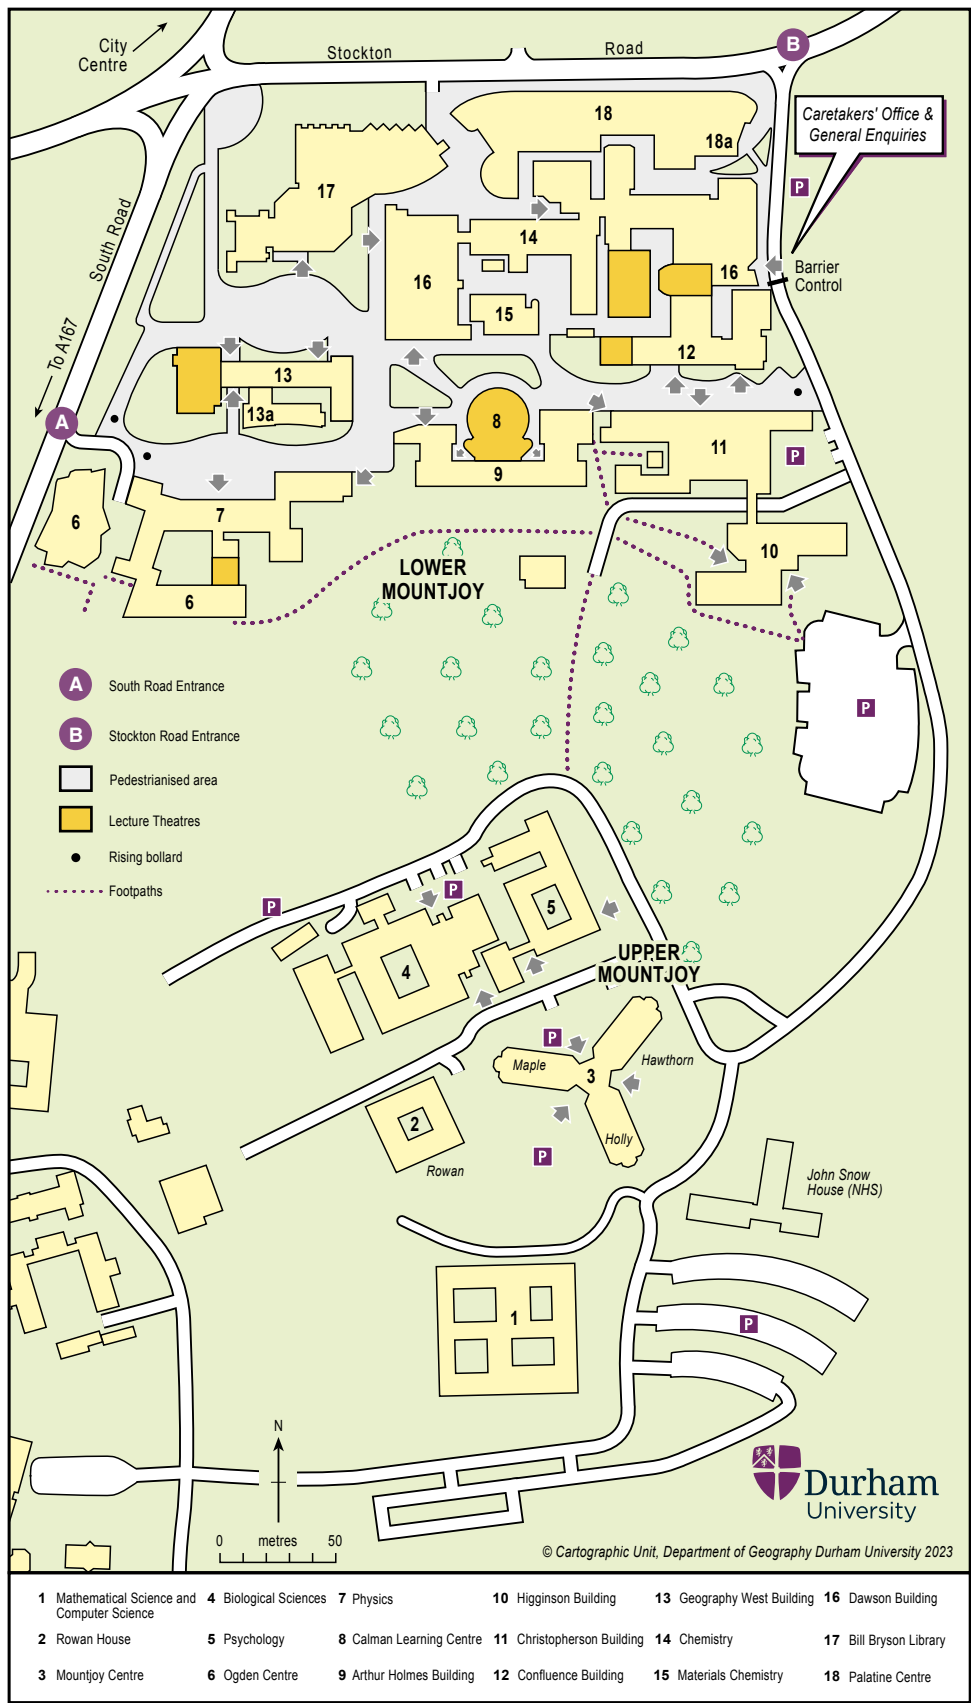 City
Centre
Stockton
Road
B
Caretakers' Office &
General Enquiries
18
18a
P
17
South Road
14
16
16
Barrier
Control
15
12
To A167
13
13a
A
8
11
P
9
6
7
10
LOWER
MOUNTJOY
6
A South Road Entrance
B Stockton Road Entrance
Pedestrianised area
Lecture Theatres
Rising bollard
Footpaths
P
P
P
5
4
UPPER
MOUNTJOY
P
Maple
Hawthorn
3
2
Holly
P
Rowan
John Snow
House (NHS)
1
P
N
0 metres 50
Durham
University
© Cartographic Unit, Department of Geography Durham University 2023
1 Mathematical Science and
Computer Science
2 Rowan House
3 Mountjoy Centre
4 Biological Sciences
5 Psychology
6 Ogden Centre
7 Physics
8 Calman Learning Centre
9 Arthur Holmes Building
10 Higginson Building
11 Christopherson Building
12 Confluence Building
13 Geography West Building
14 Chemistry
15 Materials Chemistry
16 Dawson Building
17 Bill Bryson Library
18 Palatine Centre